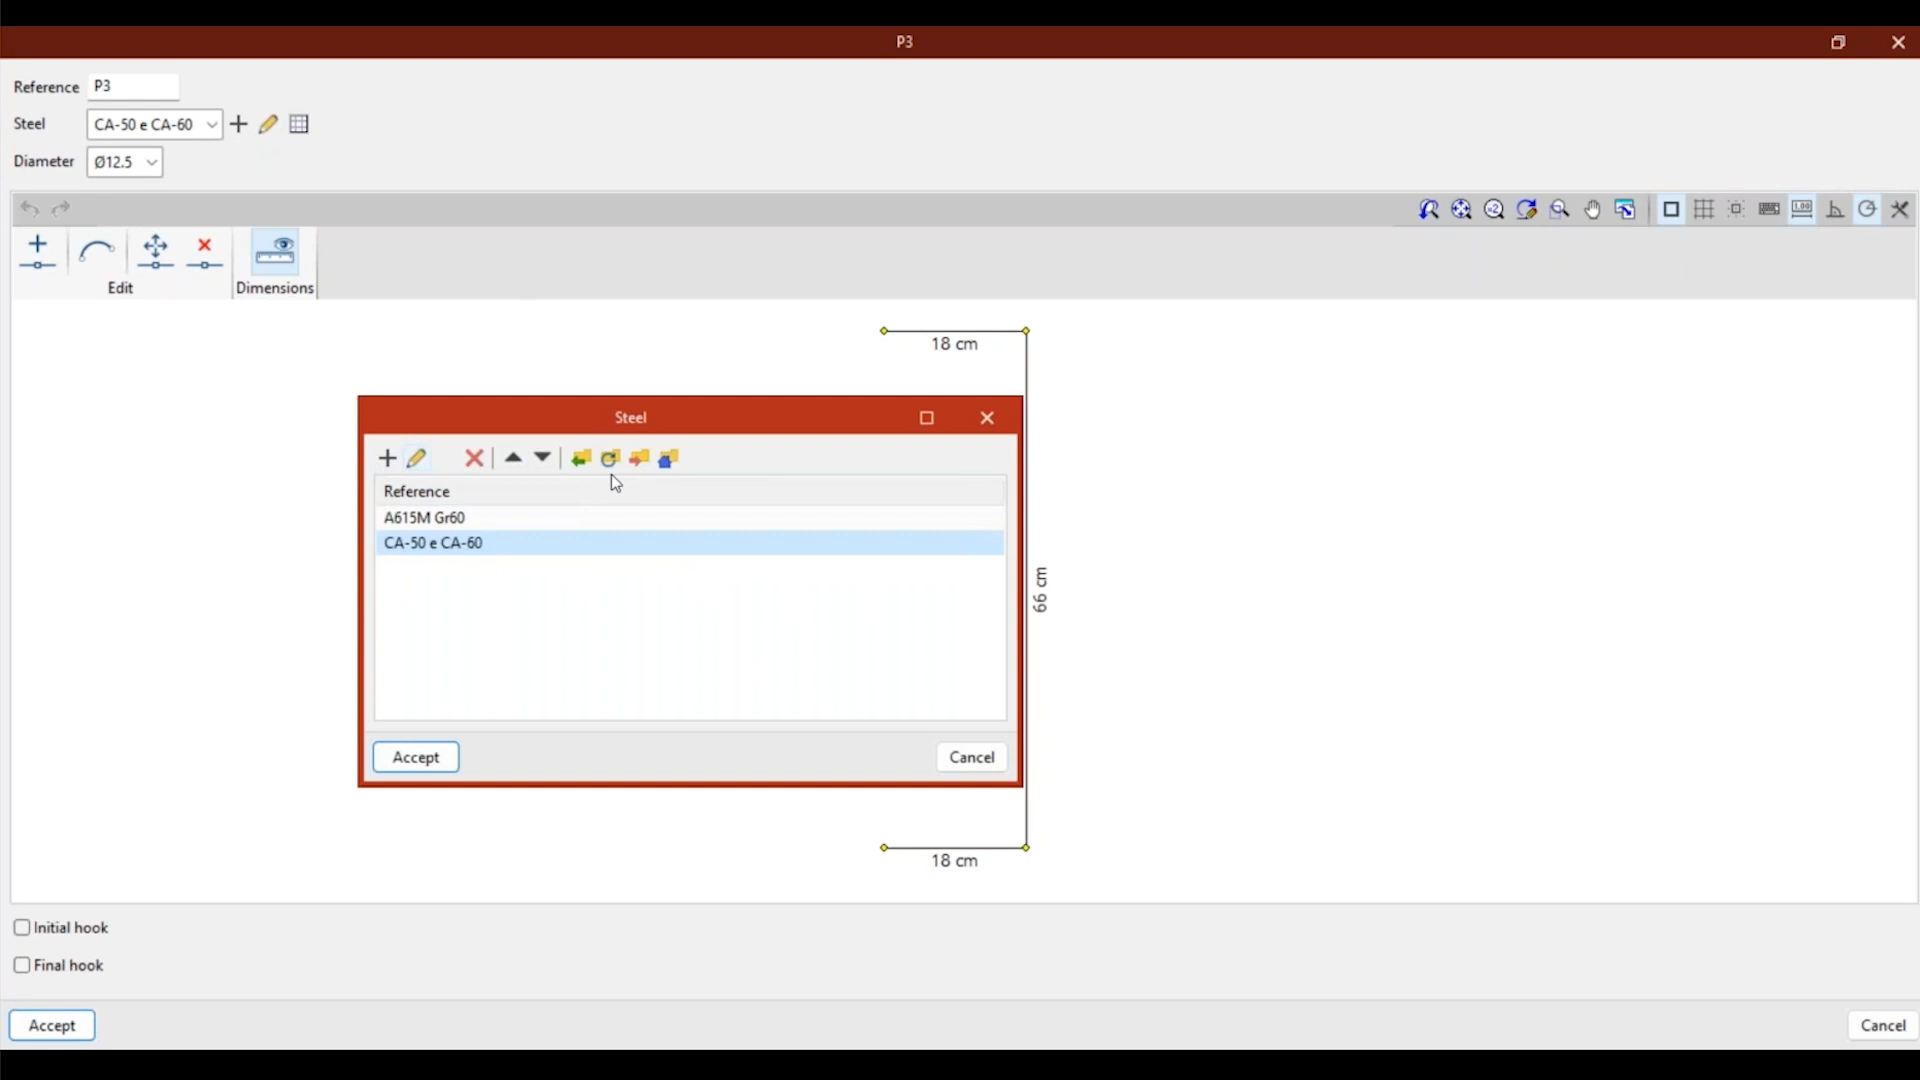 P3
Reference P3
Steel CA-50 e CA-60
Diameter Ø12.5
Edit Dimensions
18 cm
Steel
Reference
A615M Gr60
CA-50 e CA-60
66 cm
Accept Cancel
18 cm
Initial hook
Final hook
Accept Cancel